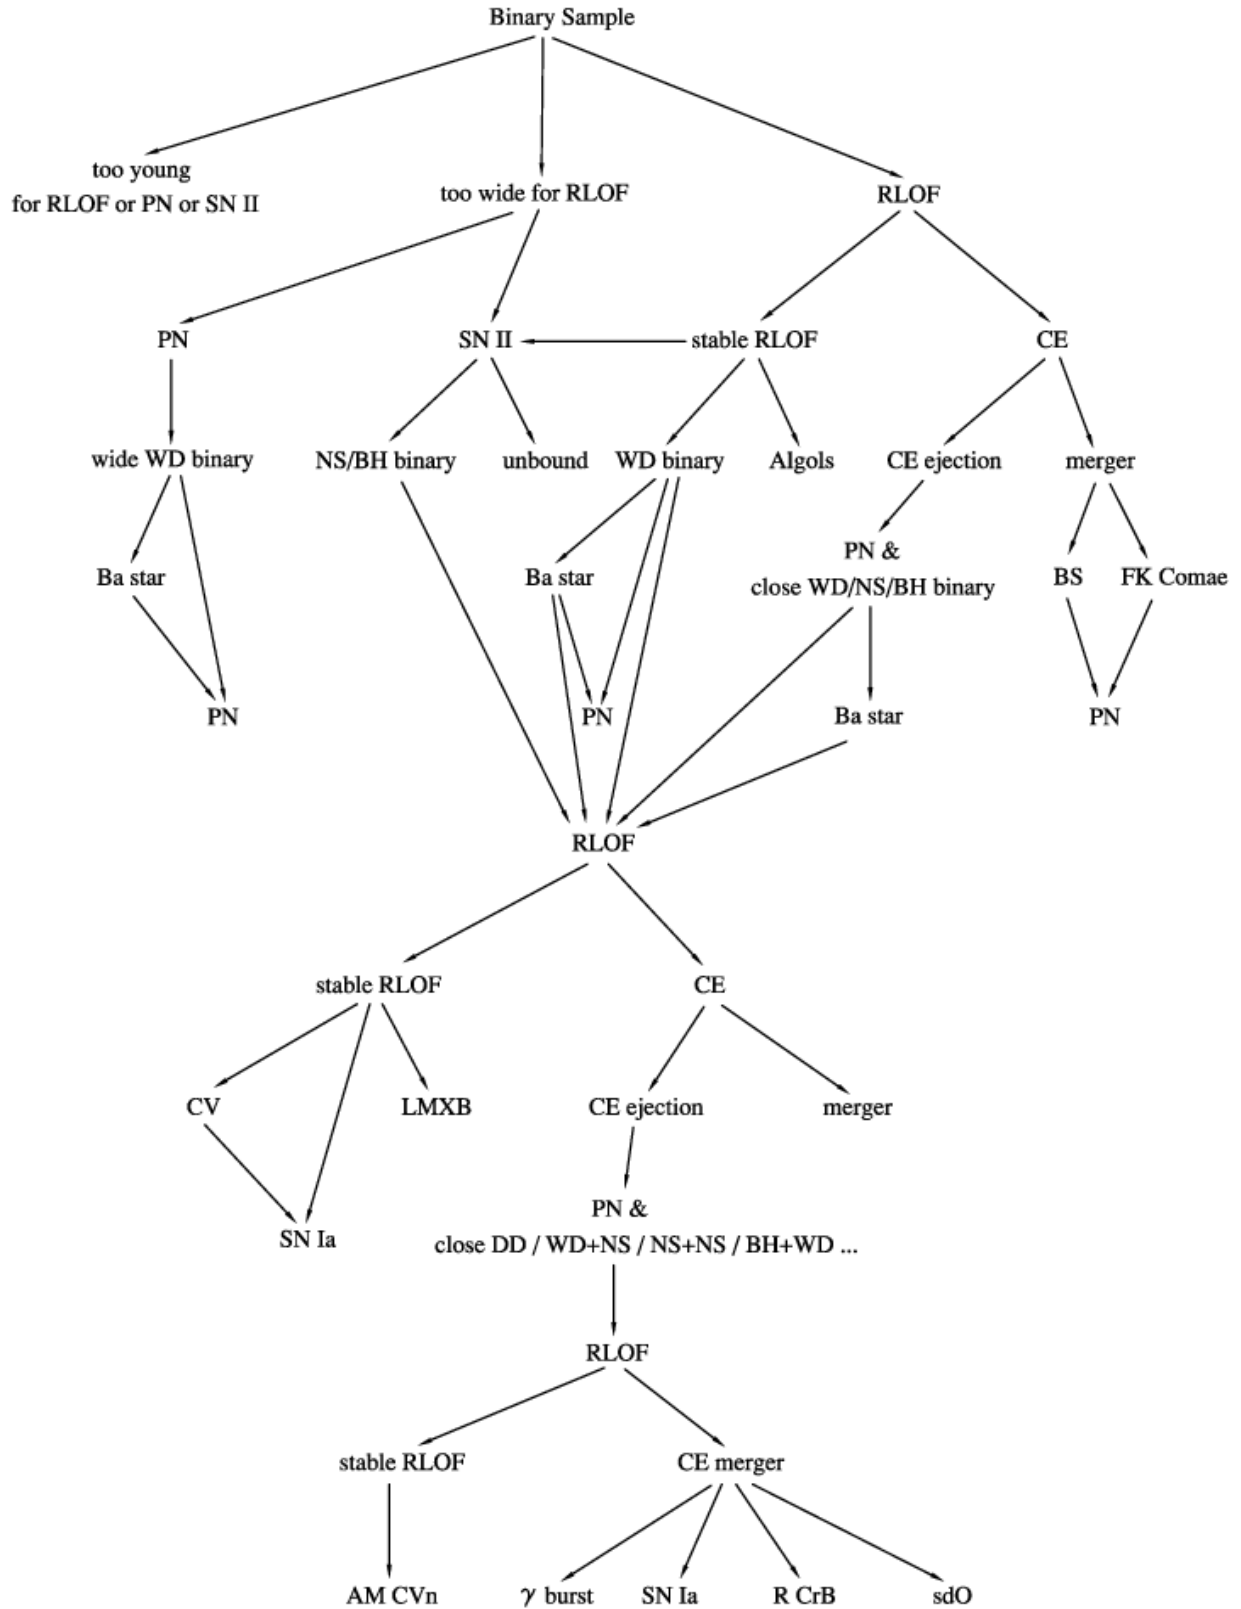 Binary Sample
too young
for RLOF or PN or SN II
too wide for RLOF
RLOF
PN
SN II
stable RLOF
CE
wide WD binary
NS/BH binary
unbound
WD binary
Algols
CE ejection
merger
Ba star
Ba star
PN &
close WD/NS/BH binary
BS
FK Comae
PN
PN
Ba star
PN
RLOF
stable RLOF
CE
CV
LMXB
CE ejection
merger
SN Ia
PN &
close DD / WD+NS / NS+NS / BH+WD ...
RLOF
stable RLOF
CE merger
AM CVn
γ burst
SN Ia
R CrB
sdO